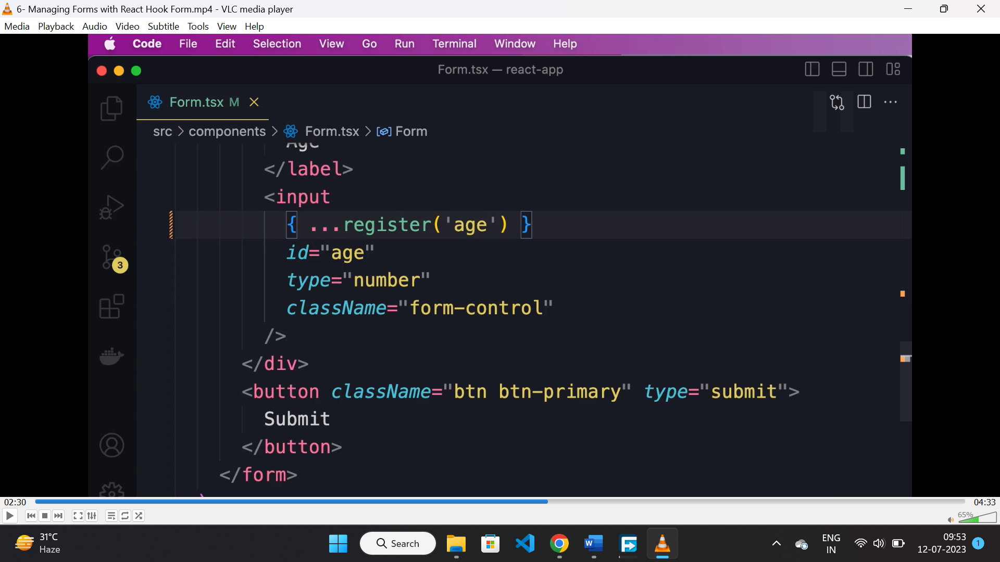 6- Managing Forms with React Hook Form.mp4 - VLC media player
Media Playback Audio Video Subtitle Tools View Help
Code File Edit Selection View Go Run Terminal Window Help
Form.tsx — react-app
Form.tsx M
src > components > Form.tsx > Form
Age
</label>
<input
{ ...register('age') }
id="age"
type="number"
className="form-control"
/>
</div>
<button className="btn btn-primary" type="submit">
Submit
</button>
</form>
3
02:30
04:33
65%
31°C
Haze
Search
ENG
IN
09:53
12-07-2023
1